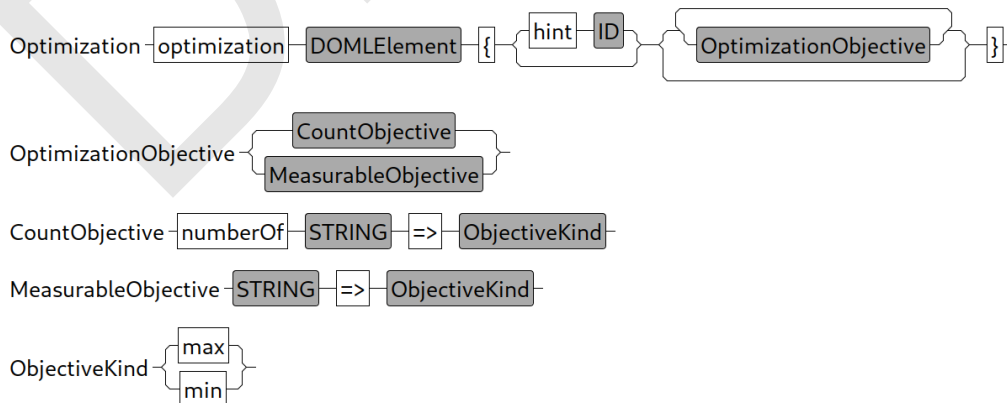 Optimization optimization DOMLElement { hint ID OptimizationObjective }
OptimizationObjective CountObjective
MeasurableObjective
CountObjective numberOf STRING => ObjectiveKind
MeasurableObjective STRING => ObjectiveKind
ObjectiveKind max
min